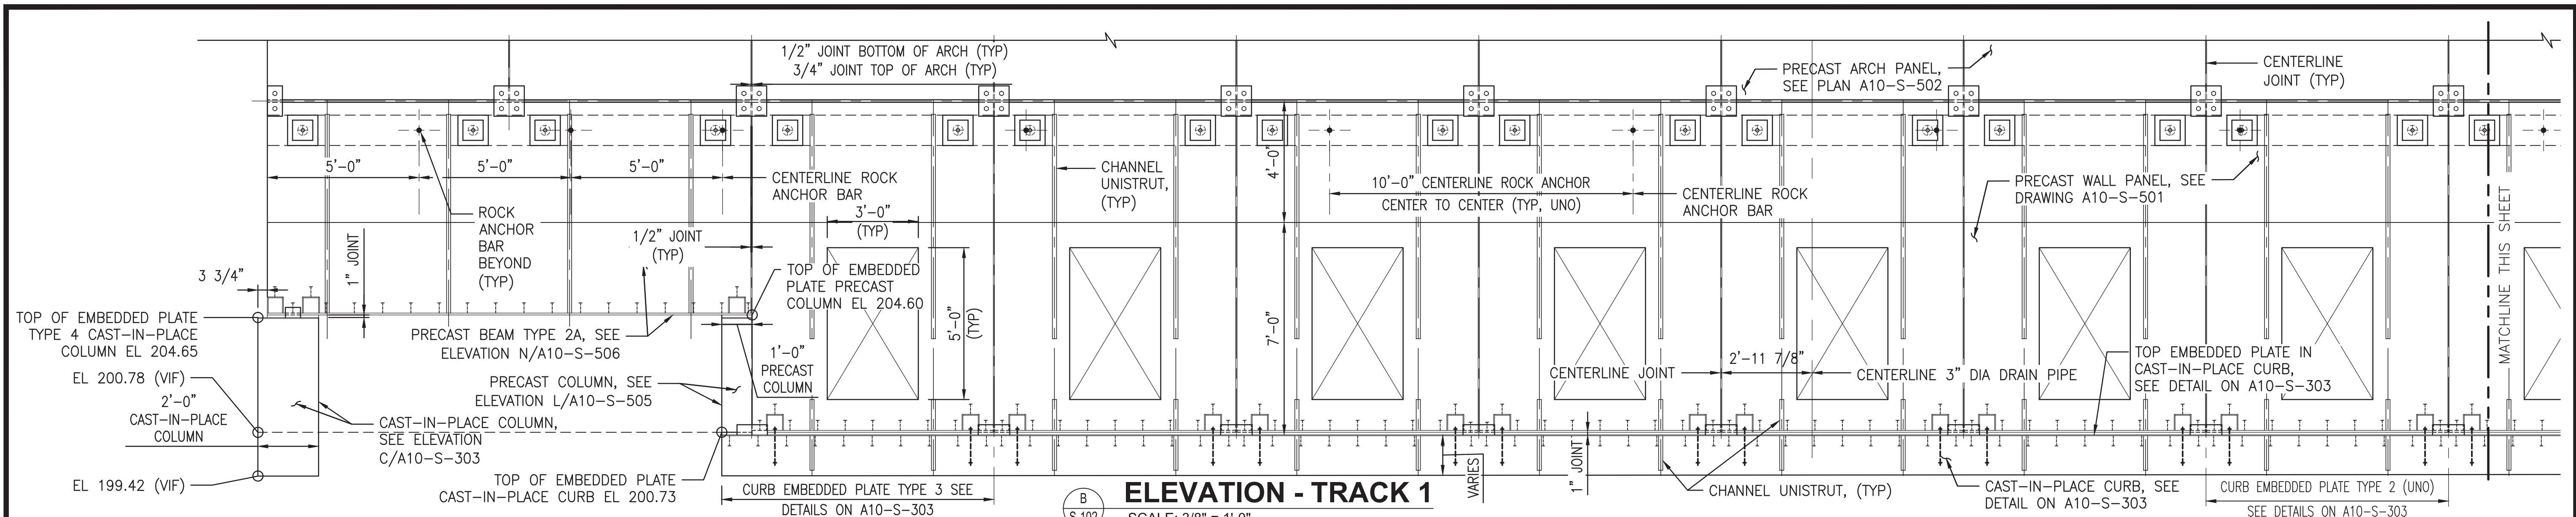 1/2" JOINT BOTTOM OF ARCH (TYP)
3/4" JOINT TOP OF ARCH (TYP)
PRECAST ARCH PANEL,
SEE PLAN A10-S-502
CENTERLINE
JOINT (TYP)
5'-0"
5'-0"
5'-0"
CENTERLINE ROCK
ANCHOR BAR
CHANNEL
UNISTRUT,
(TYP)
4'-0"
10'-0" CENTERLINE ROCK ANCHOR
CENTER TO CENTER (TYP, UNO)
CENTERLINE ROCK
ANCHOR BAR
PRECAST WALL PANEL, SEE
DRAWING A10-S-501
MATCHLINE THIS SHEET
ROCK
ANCHOR
BAR
BEYOND
(TYP)
1/2" JOINT
(TYP)
3'-0"
(TYP)
3 3/4"
1" JOINT
TOP OF EMBEDDED
PLATE PRECAST
COLUMN EL 204.60
5'-0"
(TYP)
7'-0"
TOP OF EMBEDDED PLATE
TYPE 4 CAST-IN-PLACE
COLUMN EL 204.65
PRECAST BEAM TYPE 2A, SEE
ELEVATION N/A10-S-506
1'-0"
PRECAST
COLUMN
EL 200.78 (VIF)
2'-0"
CAST-IN-PLACE
COLUMN
PRECAST COLUMN, SEE
ELEVATION L/A10-S-505
CAST-IN-PLACE COLUMN,
SEE ELEVATION
C/A10-S-303
CENTERLINE JOINT
2'-11 7/8"
CENTERLINE 3" DIA DRAIN PIPE
TOP EMBEDDED PLATE IN
CAST-IN-PLACE CURB,
SEE DETAIL ON A10-S-303
EL 199.42 (VIF)
TOP OF EMBEDDED PLATE
CAST-IN-PLACE CURB EL 200.73
CURB EMBEDDED PLATE TYPE 3 SEE
DETAILS ON A10-S-303
VARIES
1" JOINT
CHANNEL UNISTRUT, (TYP)
CAST-IN-PLACE CURB, SEE
DETAIL ON A10-S-303
CURB EMBEDDED PLATE TYPE 2 (UNO)
SEE DETAILS ON A10-S-303
B
S-102
ELEVATION - TRACK 1
SCALE: 3/8" = 1'-0"